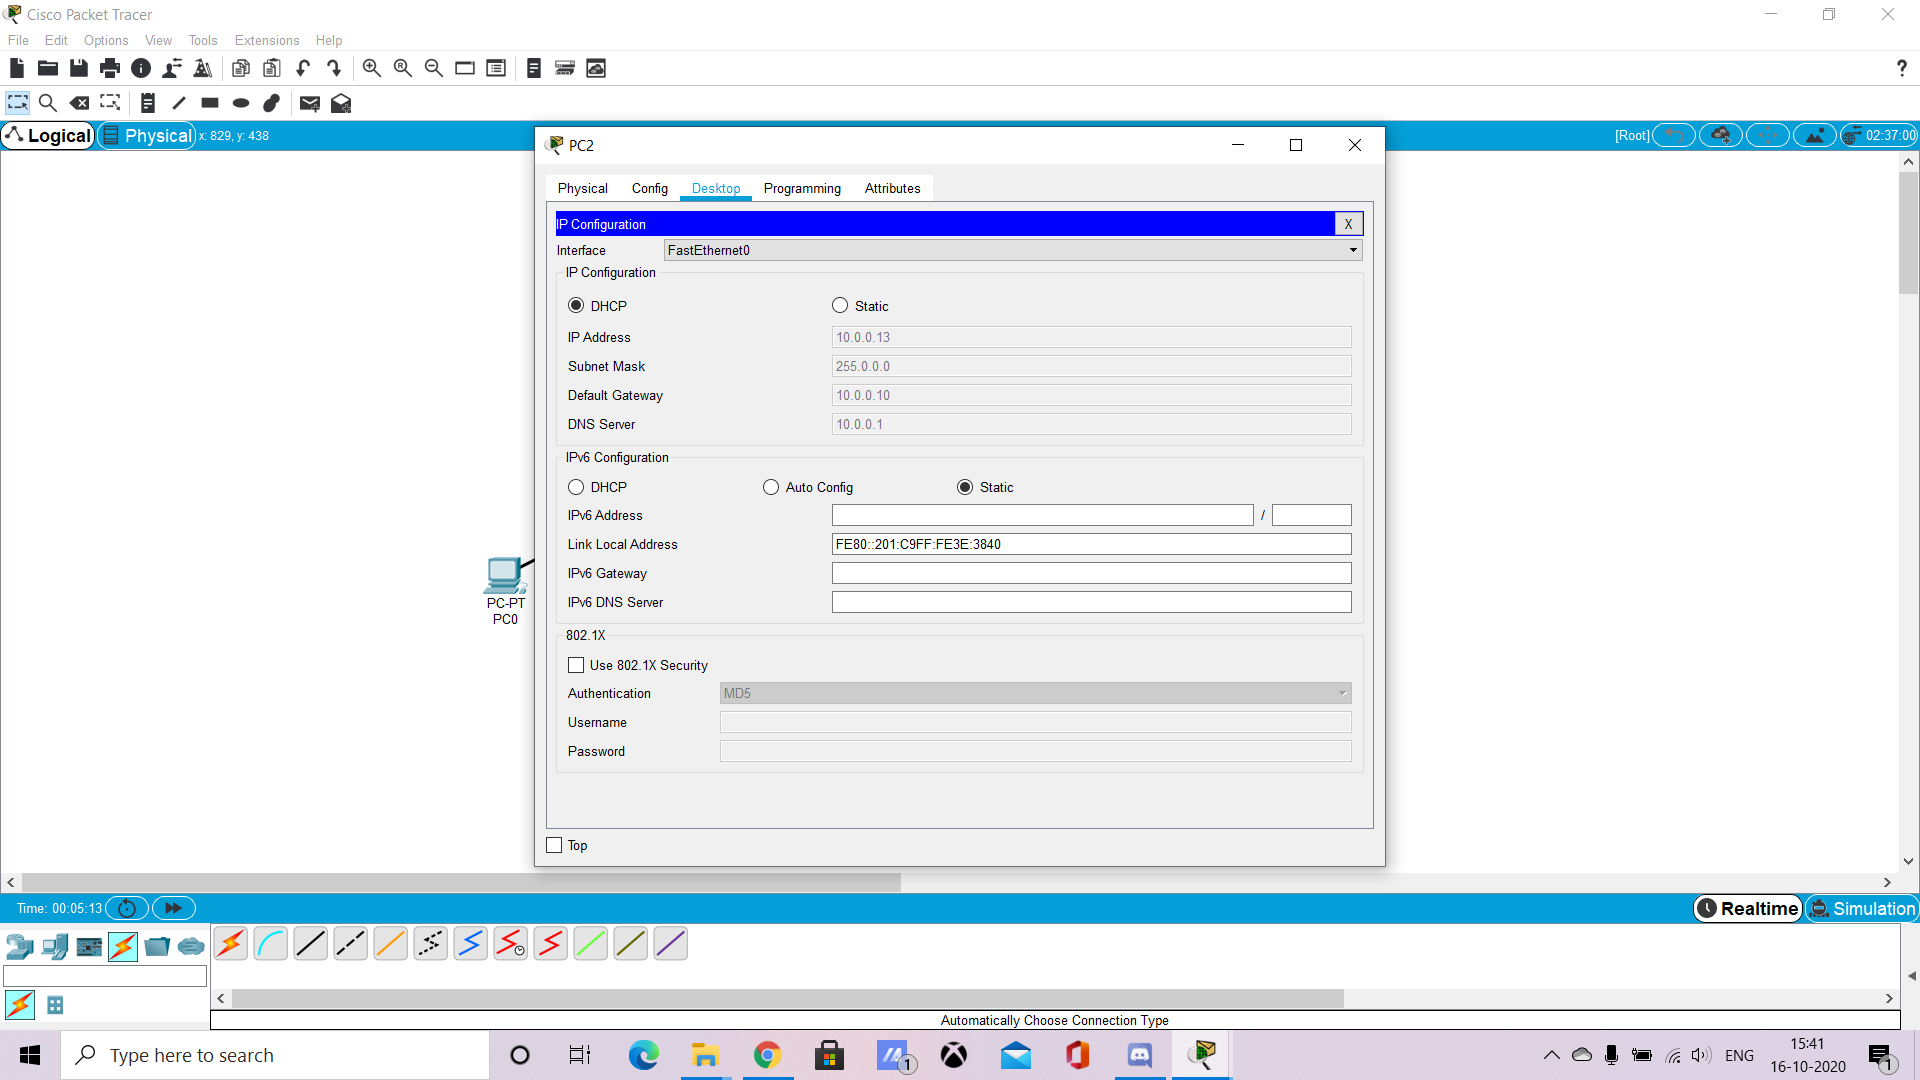 Cisco Packet Tracer
File Edit Options View Tools Extensions Help
?
Logical Physical x: 829, y: 438
[Root] 02:37:00
PC2
Physical Config Desktop Programming Attributes
IP Configuration X
Interface FastEthernet0
IP Configuration
DHCP Static
IP Address 10.0.0.13
Subnet Mask 255.0.0.0
Default Gateway 10.0.0.10
DNS Server 10.0.0.1
IPv6 Configuration
DHCP Auto Config Static
IPv6 Address /
Link Local Address FE80::201:C9FF:FE3E:3840
IPv6 Gateway
IPv6 DNS Server
802.1X
Use 802.1X Security
Authentication MD5
Username
Password
Top
PC-PT
PC0
Time: 00:05:13
Realtime Simulation
Automatically Choose Connection Type
Type here to search
1
ENG
15:41
16-10-2020
1